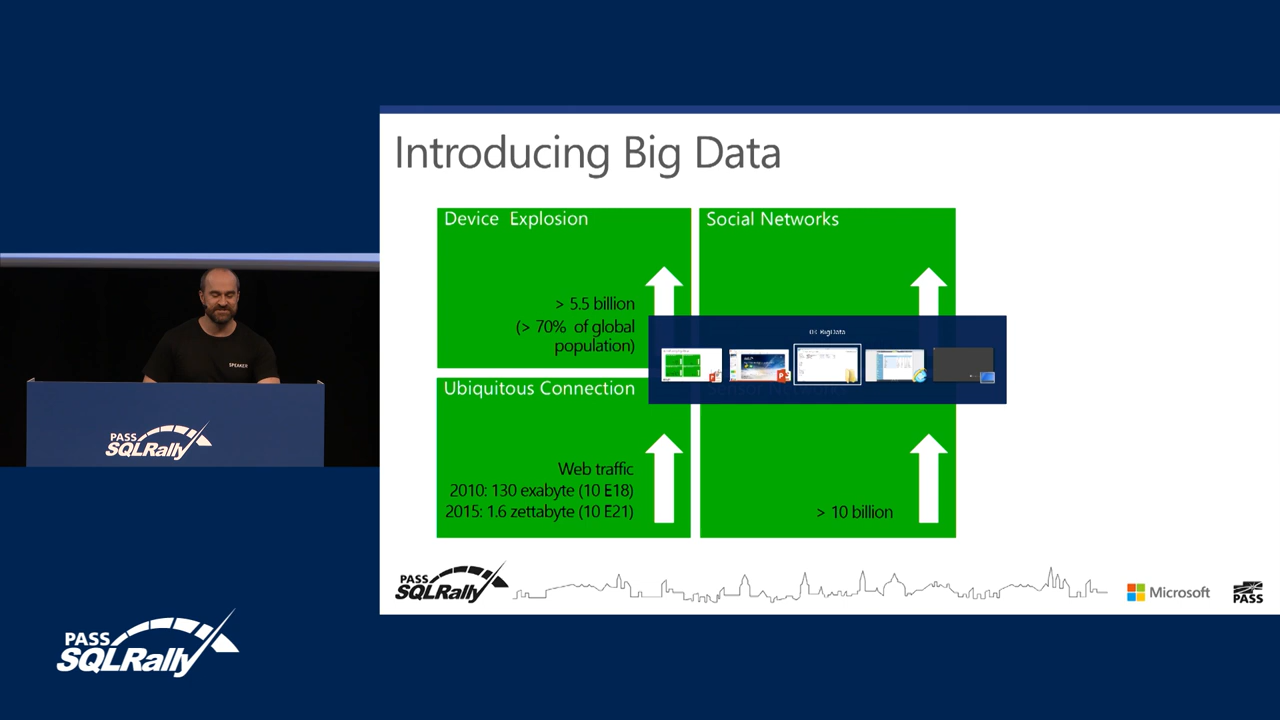 Introducing Big Data
Device Explosion
> 5.5 billion
(> 70% of global
population)
Social Networks
Ubiquitous Connection
Web traffic
2010: 130 exabyte (10 E18)
2015: 1.6 zettabyte (10 E21)
> 10 billion
SPEAKER
PASS
SQLRally
PASS
SQLRally
Microsoft
PASS
PASS
SQLRally